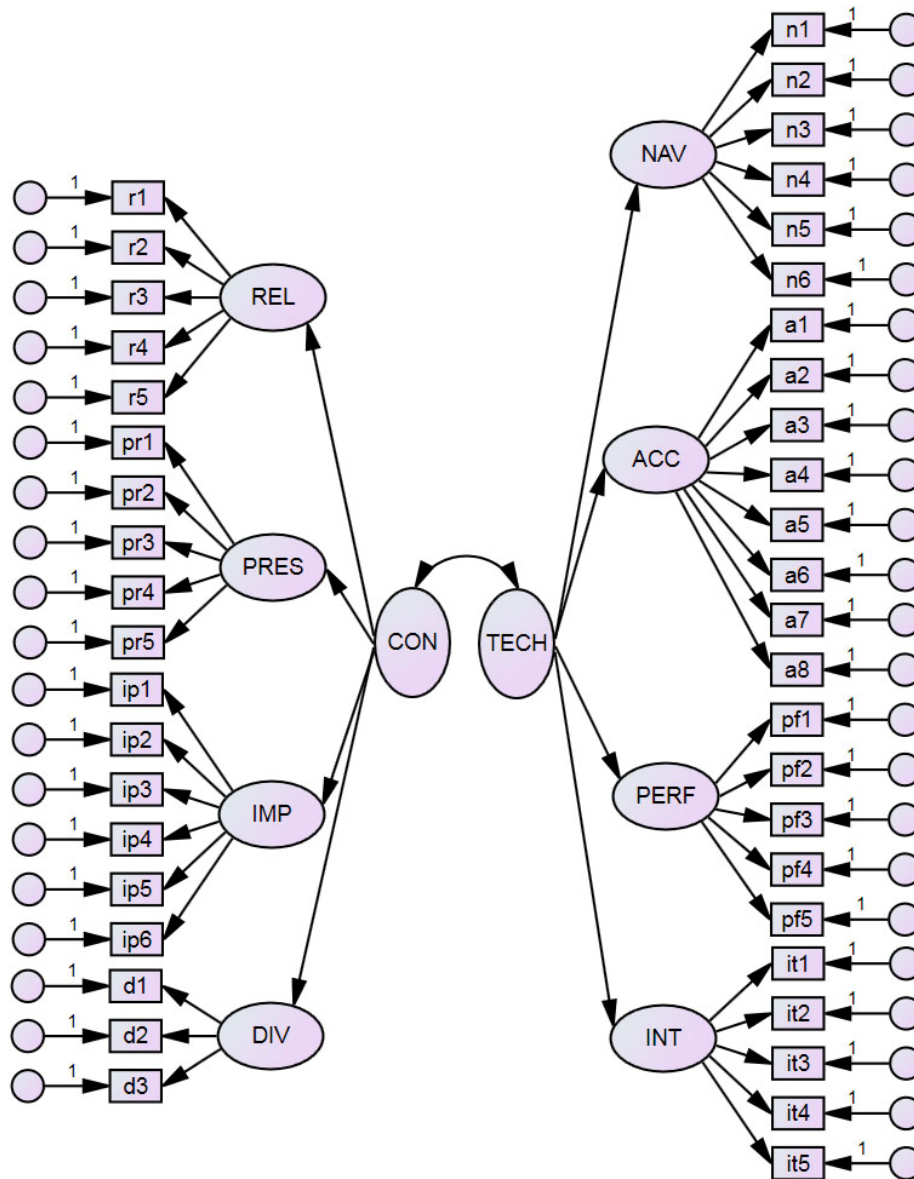 1 r1
1 r2
1 r3
1 r4
1 r5
REL
1 pr1
1 pr2
1 pr3
1 pr4
1 pr5
PRES
1 ip1
1 ip2
1 ip3
1 ip4
1 ip5
1 ip6
IMP
1 d1
1 d2
1 d3
DIV
CON
TECH
NAV
n1 1
n2 1
n3 1
n4 1
n5 1
n6 1
ACC
a1 1
a2 1
a3 1
a4 1
a5 1
a6 1
a7 1
a8 1
PERF
pf1 1
pf2 1
pf3 1
pf4 1
pf5 1
INT
it1 1
it2 1
it3 1
it4 1
it5 1